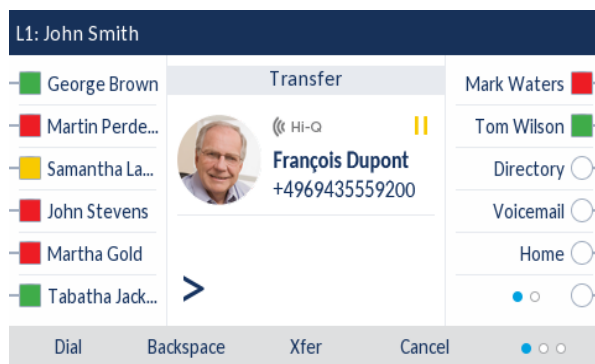 L1: John Smith
George Brown
Martin Perde...
Samantha La...
John Stevens
Martha Gold
Tabatha Jack...
Transfer
Hi-Q
François Dupont
+4969435559200
>
Mark Waters
Tom Wilson
Directory
Voicemail
Home
Dial Backspace Xfer Cancel